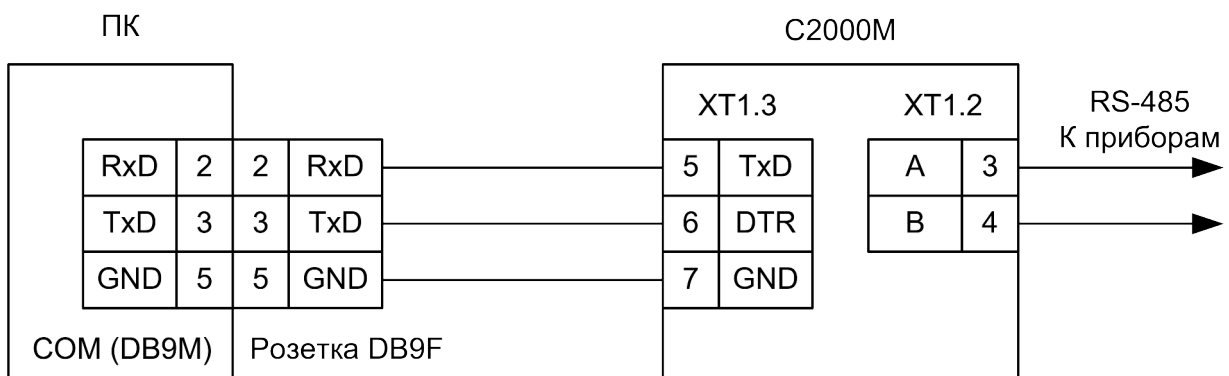 ПК
С2000М
XT1.3
XT1.2
RS-485
К приборам
RxD 2 2 RxD
5 TxD
A 3
TxD 3 3 TxD
6 DTR
B 4
GND 5 5 GND
7 GND
COM (DB9M)
Розетка DB9F